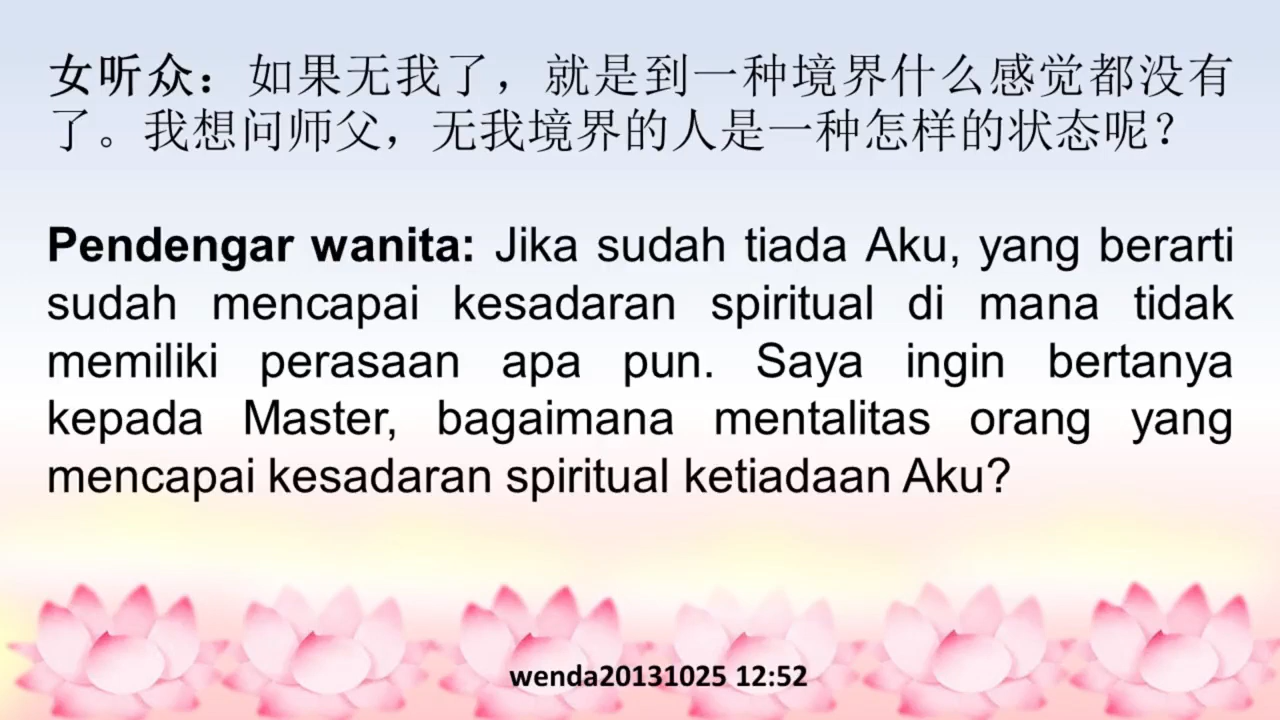 女听众：如果无我了，就是到一种境界什么感觉都没有
了。我想问师父，无我境界的人是一种怎样的状态呢？
Pendengar wanita: Jika sudah tiada Aku, yang berarti
sudah mencapai kesadaran spiritual di mana tidak
memiliki perasaan apa pun. Saya ingin bertanya
kepada Master, bagaimana mentalitas orang yang
mencapai kesadaran spiritual ketiadaan Aku?
wenda20131025 12:52